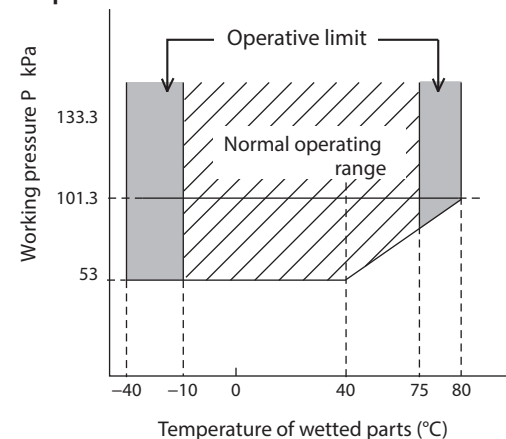 Operative limit
Working pressure P kPa
133.3
Normal operating
range
101.3
53
−40 −10 0 40 75 80
Temperature of wetted parts (°C)